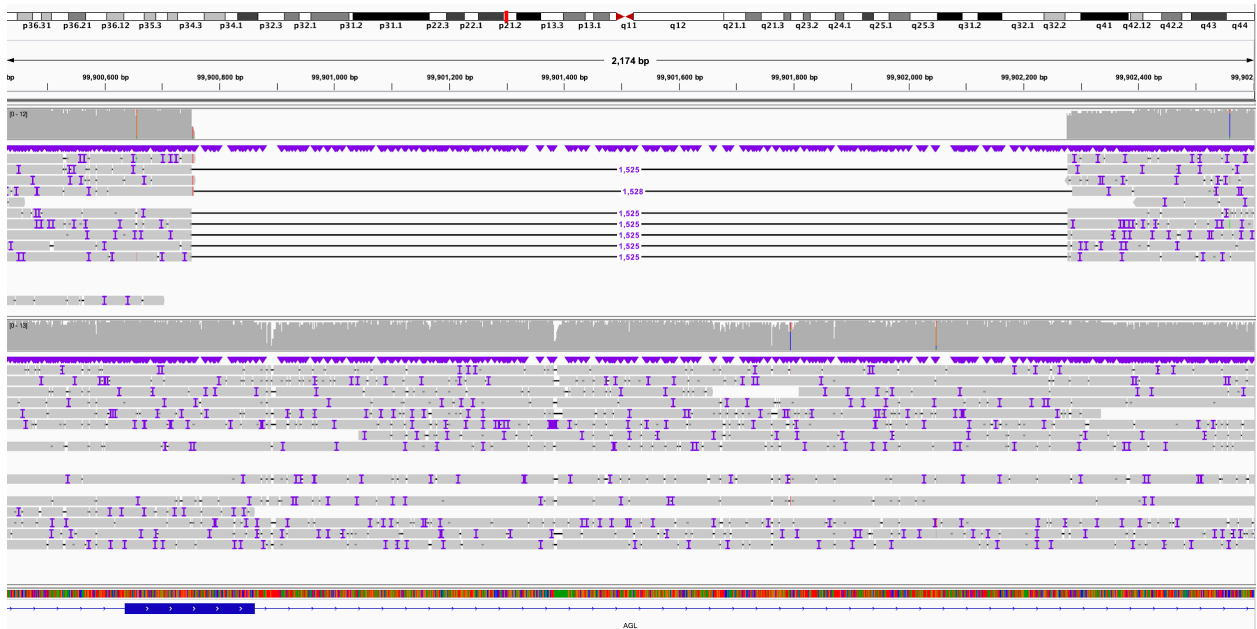 p36.31 p36.21 p36.12 p35.3 p34.3 p34.1 p32.3 p32.1 p31.2 p31.1 p22.3 p22.1 p21.2 p13.3 p13.1 q11 q12 q21.1 q21.3 q23.2 q24.1 q25.1 q25.3 q31.2 q32.1 q32.2 q41 q42.12 q42.2 q43 q44
2,174 bp
bp 99,900,600 bp 99,900,800 bp 99,901,000 bp 99,901,200 bp 99,901,400 bp 99,901,600 bp 99,901,800 bp 99,902,000 bp 99,902,200 bp 99,902,400 bp 99,902
[0 - 12]
1,525
1,528
1,525
1,525
1,525
1,525
1,525
[0 - 13]
AGL